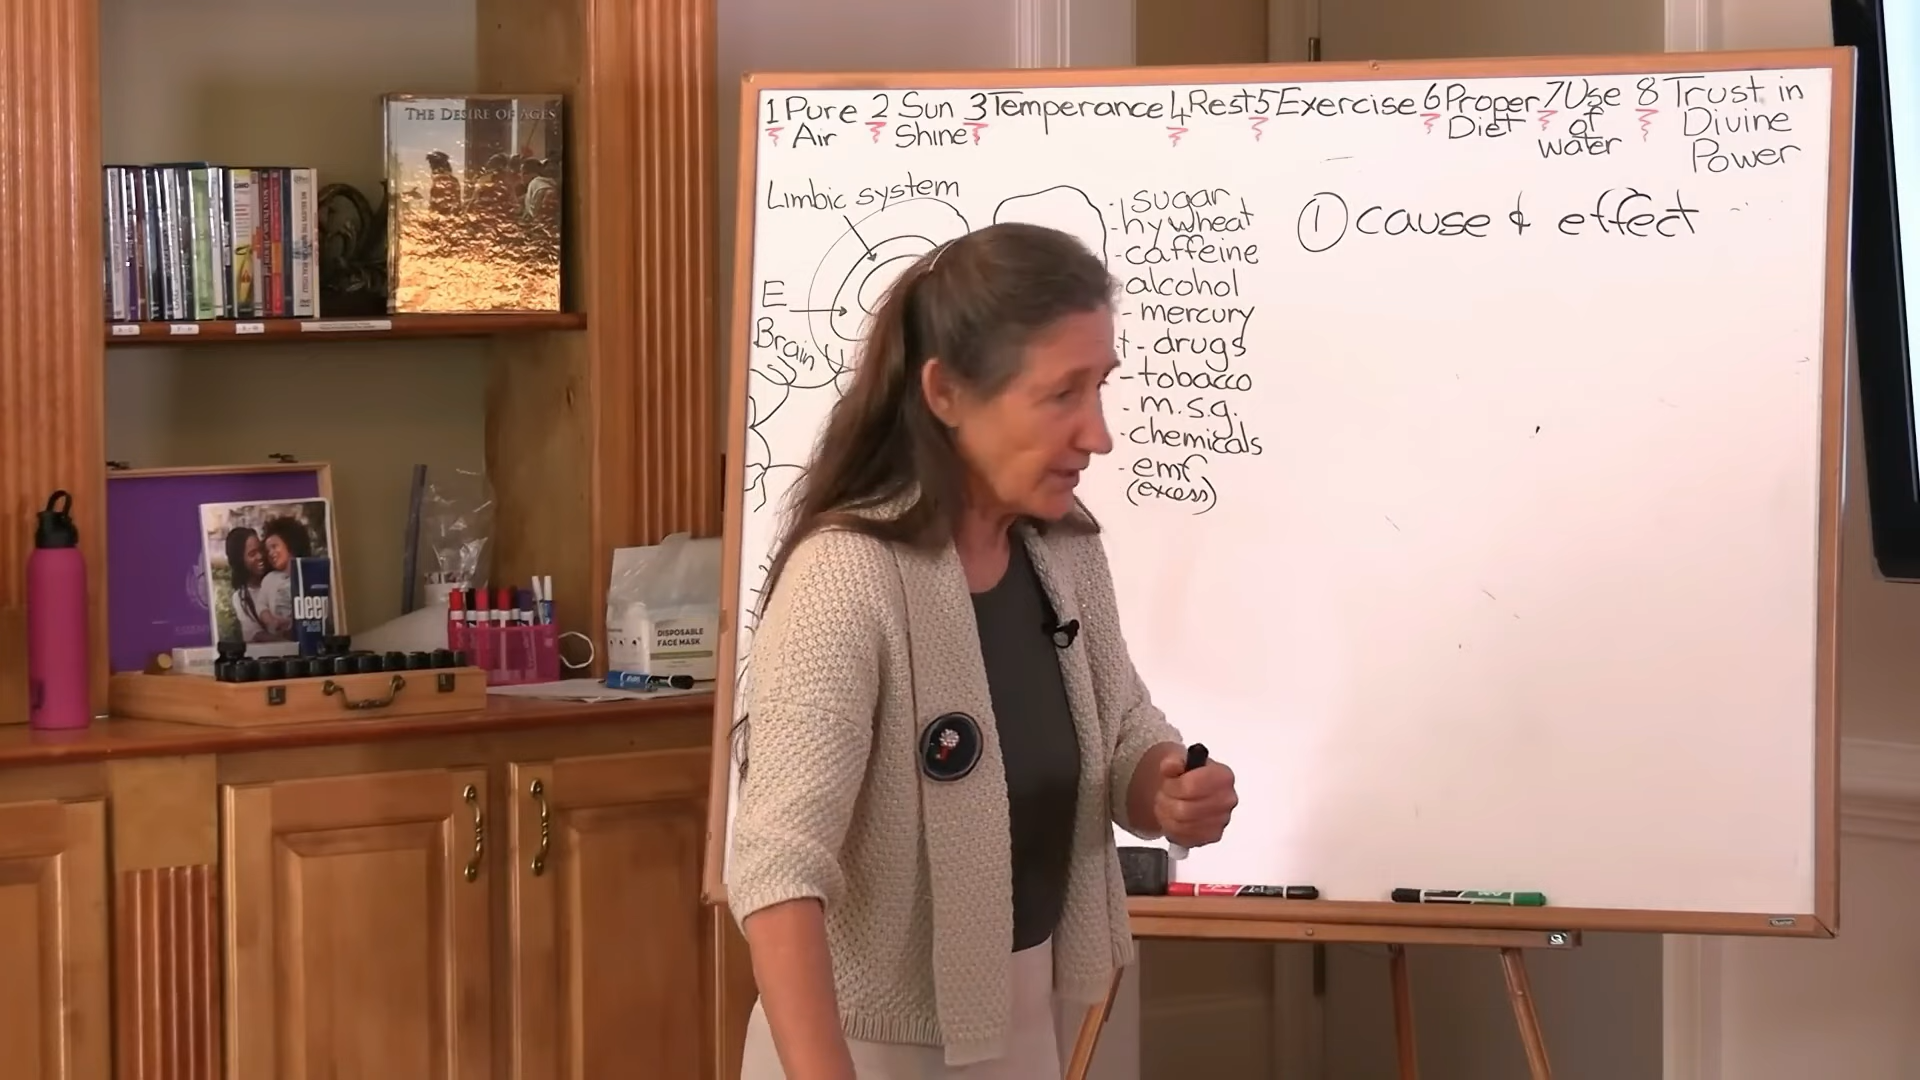 1 Pure 2 Sun 3 Temperance 4 Rest 5 Exercise 6 Proper 7 Use 8 Trust in
Air Shine Diet of Divine
water Power
Limbic system
E
Brain
- sugar
- hy wheat
- caffeine
alcohol
- mercury
- drugs
- tobacco
- m.s.g.
- chemicals
- emf
(excess)
① cause & effect
THE DESIRE OF AGES
deep
BLUE
DISPOSABLE
FACE MASK